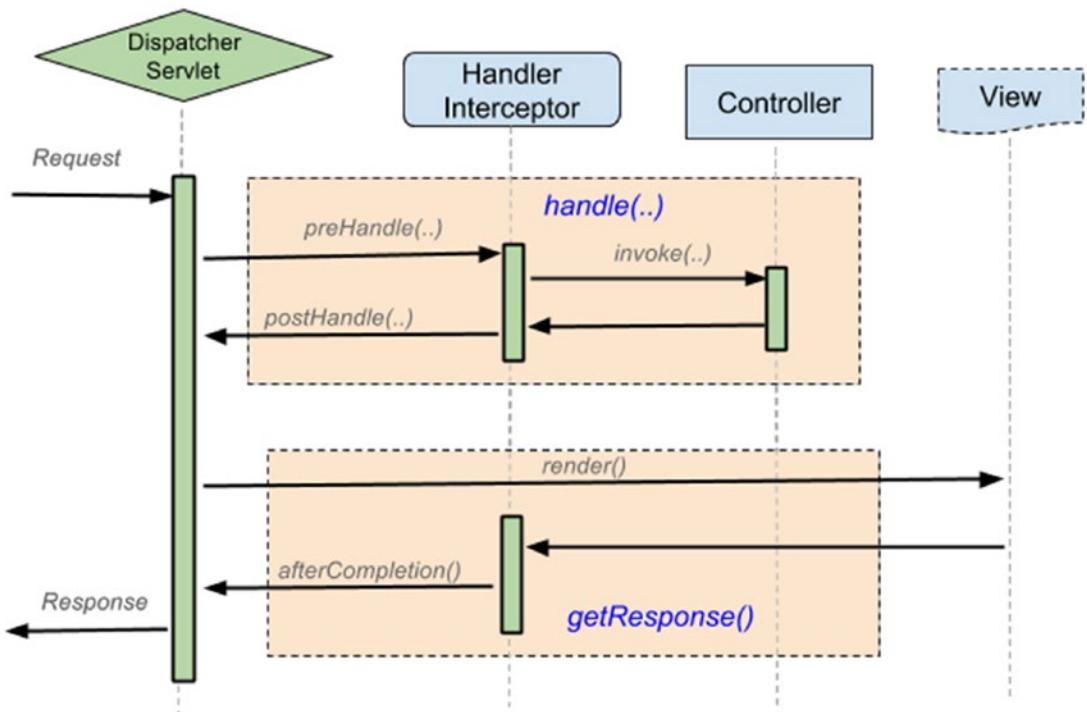 Dispatcher
Servlet
Handler
Interceptor
Controller
View
Request
handle(..)
preHandle(..)
invoke(..)
postHandle(..)
render()
afterCompletion()
Response
getResponse()